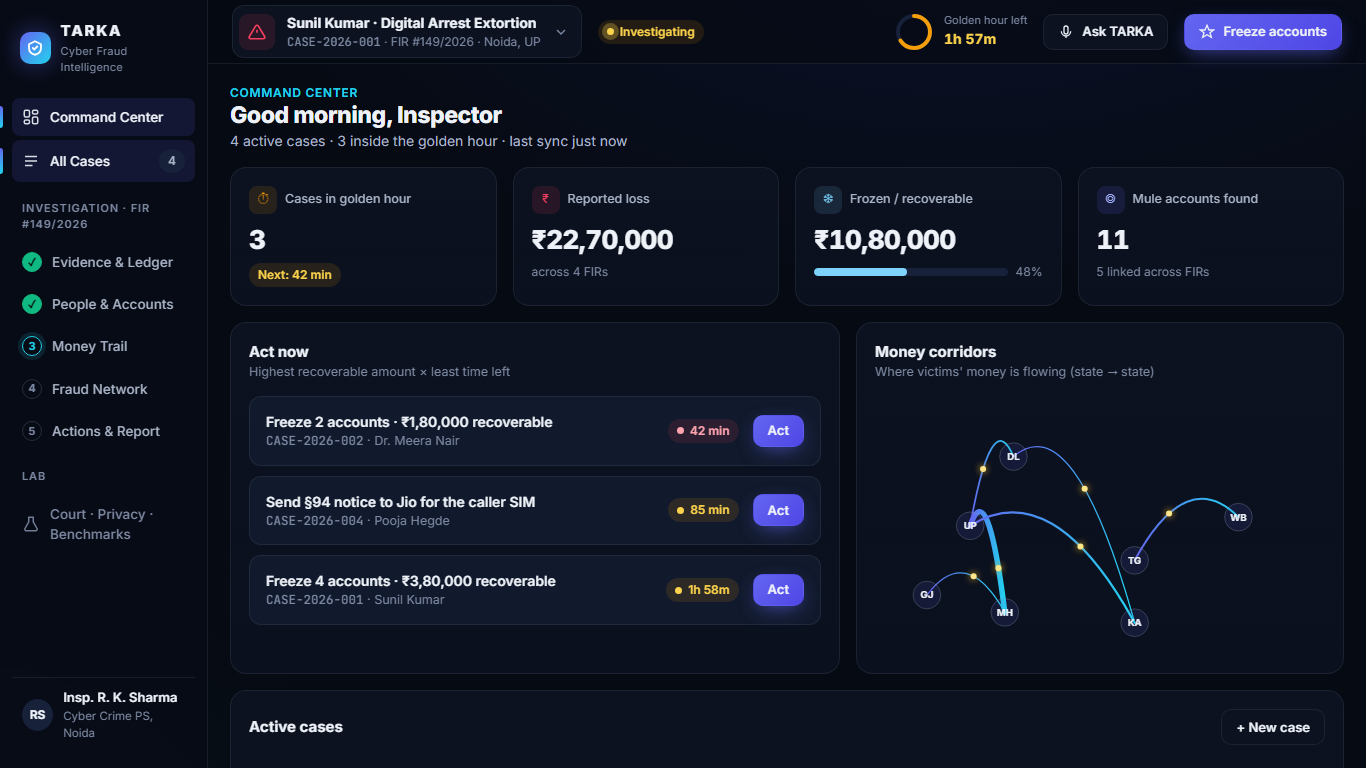 TARKA
Cyber Fraud
Intelligence
Command Center
All Cases 4
INVESTIGATION · FIR
#149/2026
Evidence & Ledger
People & Accounts
3 Money Trail
4 Fraud Network
5 Actions & Report
LAB
Court · Privacy ·
Benchmarks
RS
Insp. R. K. Sharma
Cyber Crime PS,
Noida
Sunil Kumar · Digital Arrest Extortion
CASE-2026-001 · FIR #149/2026 · Noida, UP
Investigating
Golden hour left
1h 57m
Ask TARKA
Freeze accounts
COMMAND CENTER
Good morning, Inspector
4 active cases · 3 inside the golden hour · last sync just now
Cases in golden hour
3
Next: 42 min
₹ Reported loss
₹22,70,000
across 4 FIRs
Frozen / recoverable
₹10,80,000
48%
Mule accounts found
11
5 linked across FIRs
Act now
Highest recoverable amount × least time left
Freeze 2 accounts · ₹1,80,000 recoverable
CASE-2026-002 · Dr. Meera Nair
42 min
Act
Send §94 notice to Jio for the caller SIM
CASE-2026-004 · Pooja Hegde
85 min
Act
Freeze 4 accounts · ₹3,80,000 recoverable
CASE-2026-001 · Sunil Kumar
1h 58m
Act
Money corridors
Where victims' money is flowing (state → state)
DL
UP
WB
TG
GJ
MH
KA
Active cases
+ New case